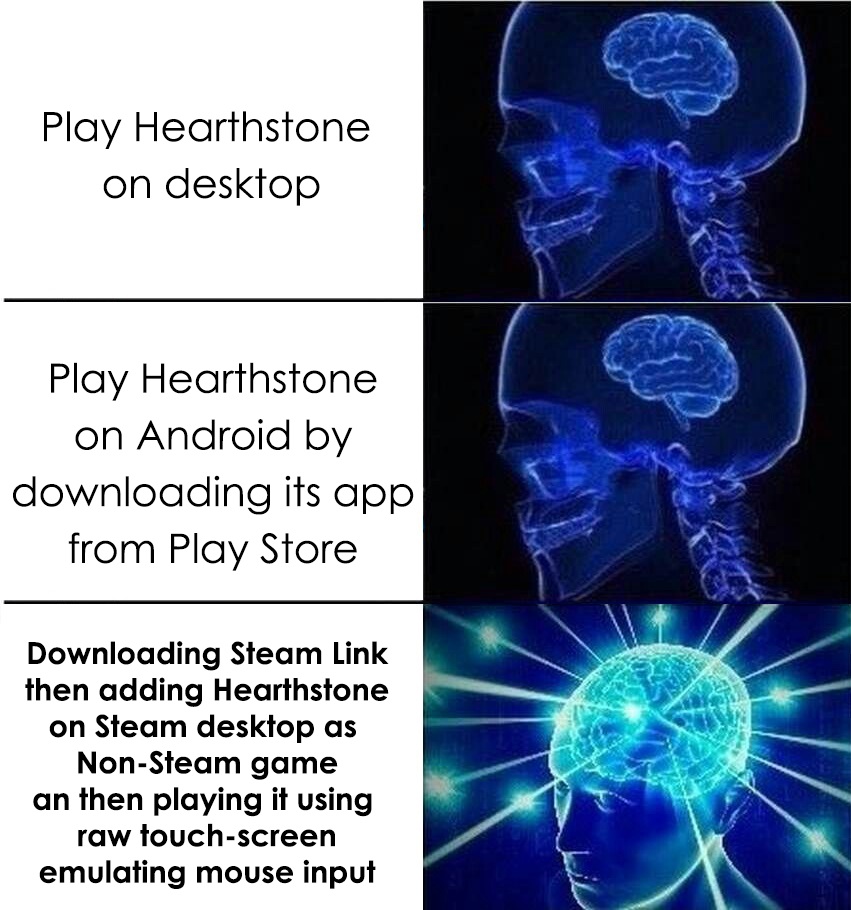 Play Hearthstone
on desktop
Play Hearthstone
on Android by
downloading its app
from Play Store
Downloading Steam Link
then adding Hearthstone
on Steam desktop as
Non-Steam game
an then playing it using
raw touch-screen
emulating mouse input